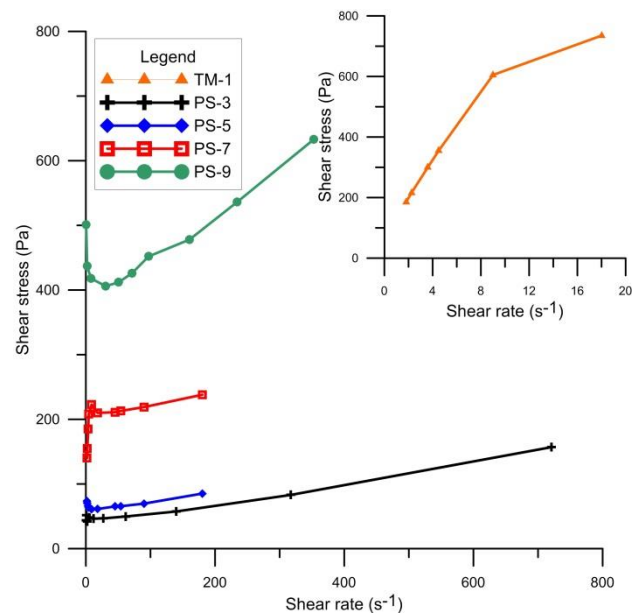 Legend
TM-1
PS-3
PS-5
PS-7
PS-9
800
600
400
200
0
Shear stress (Pa)
0 200 400 600 800
Shear rate (s-1)
800
600
400
200
0
Shear stress (Pa)
0 4 8 12 16 20
Shear rate (s-1)